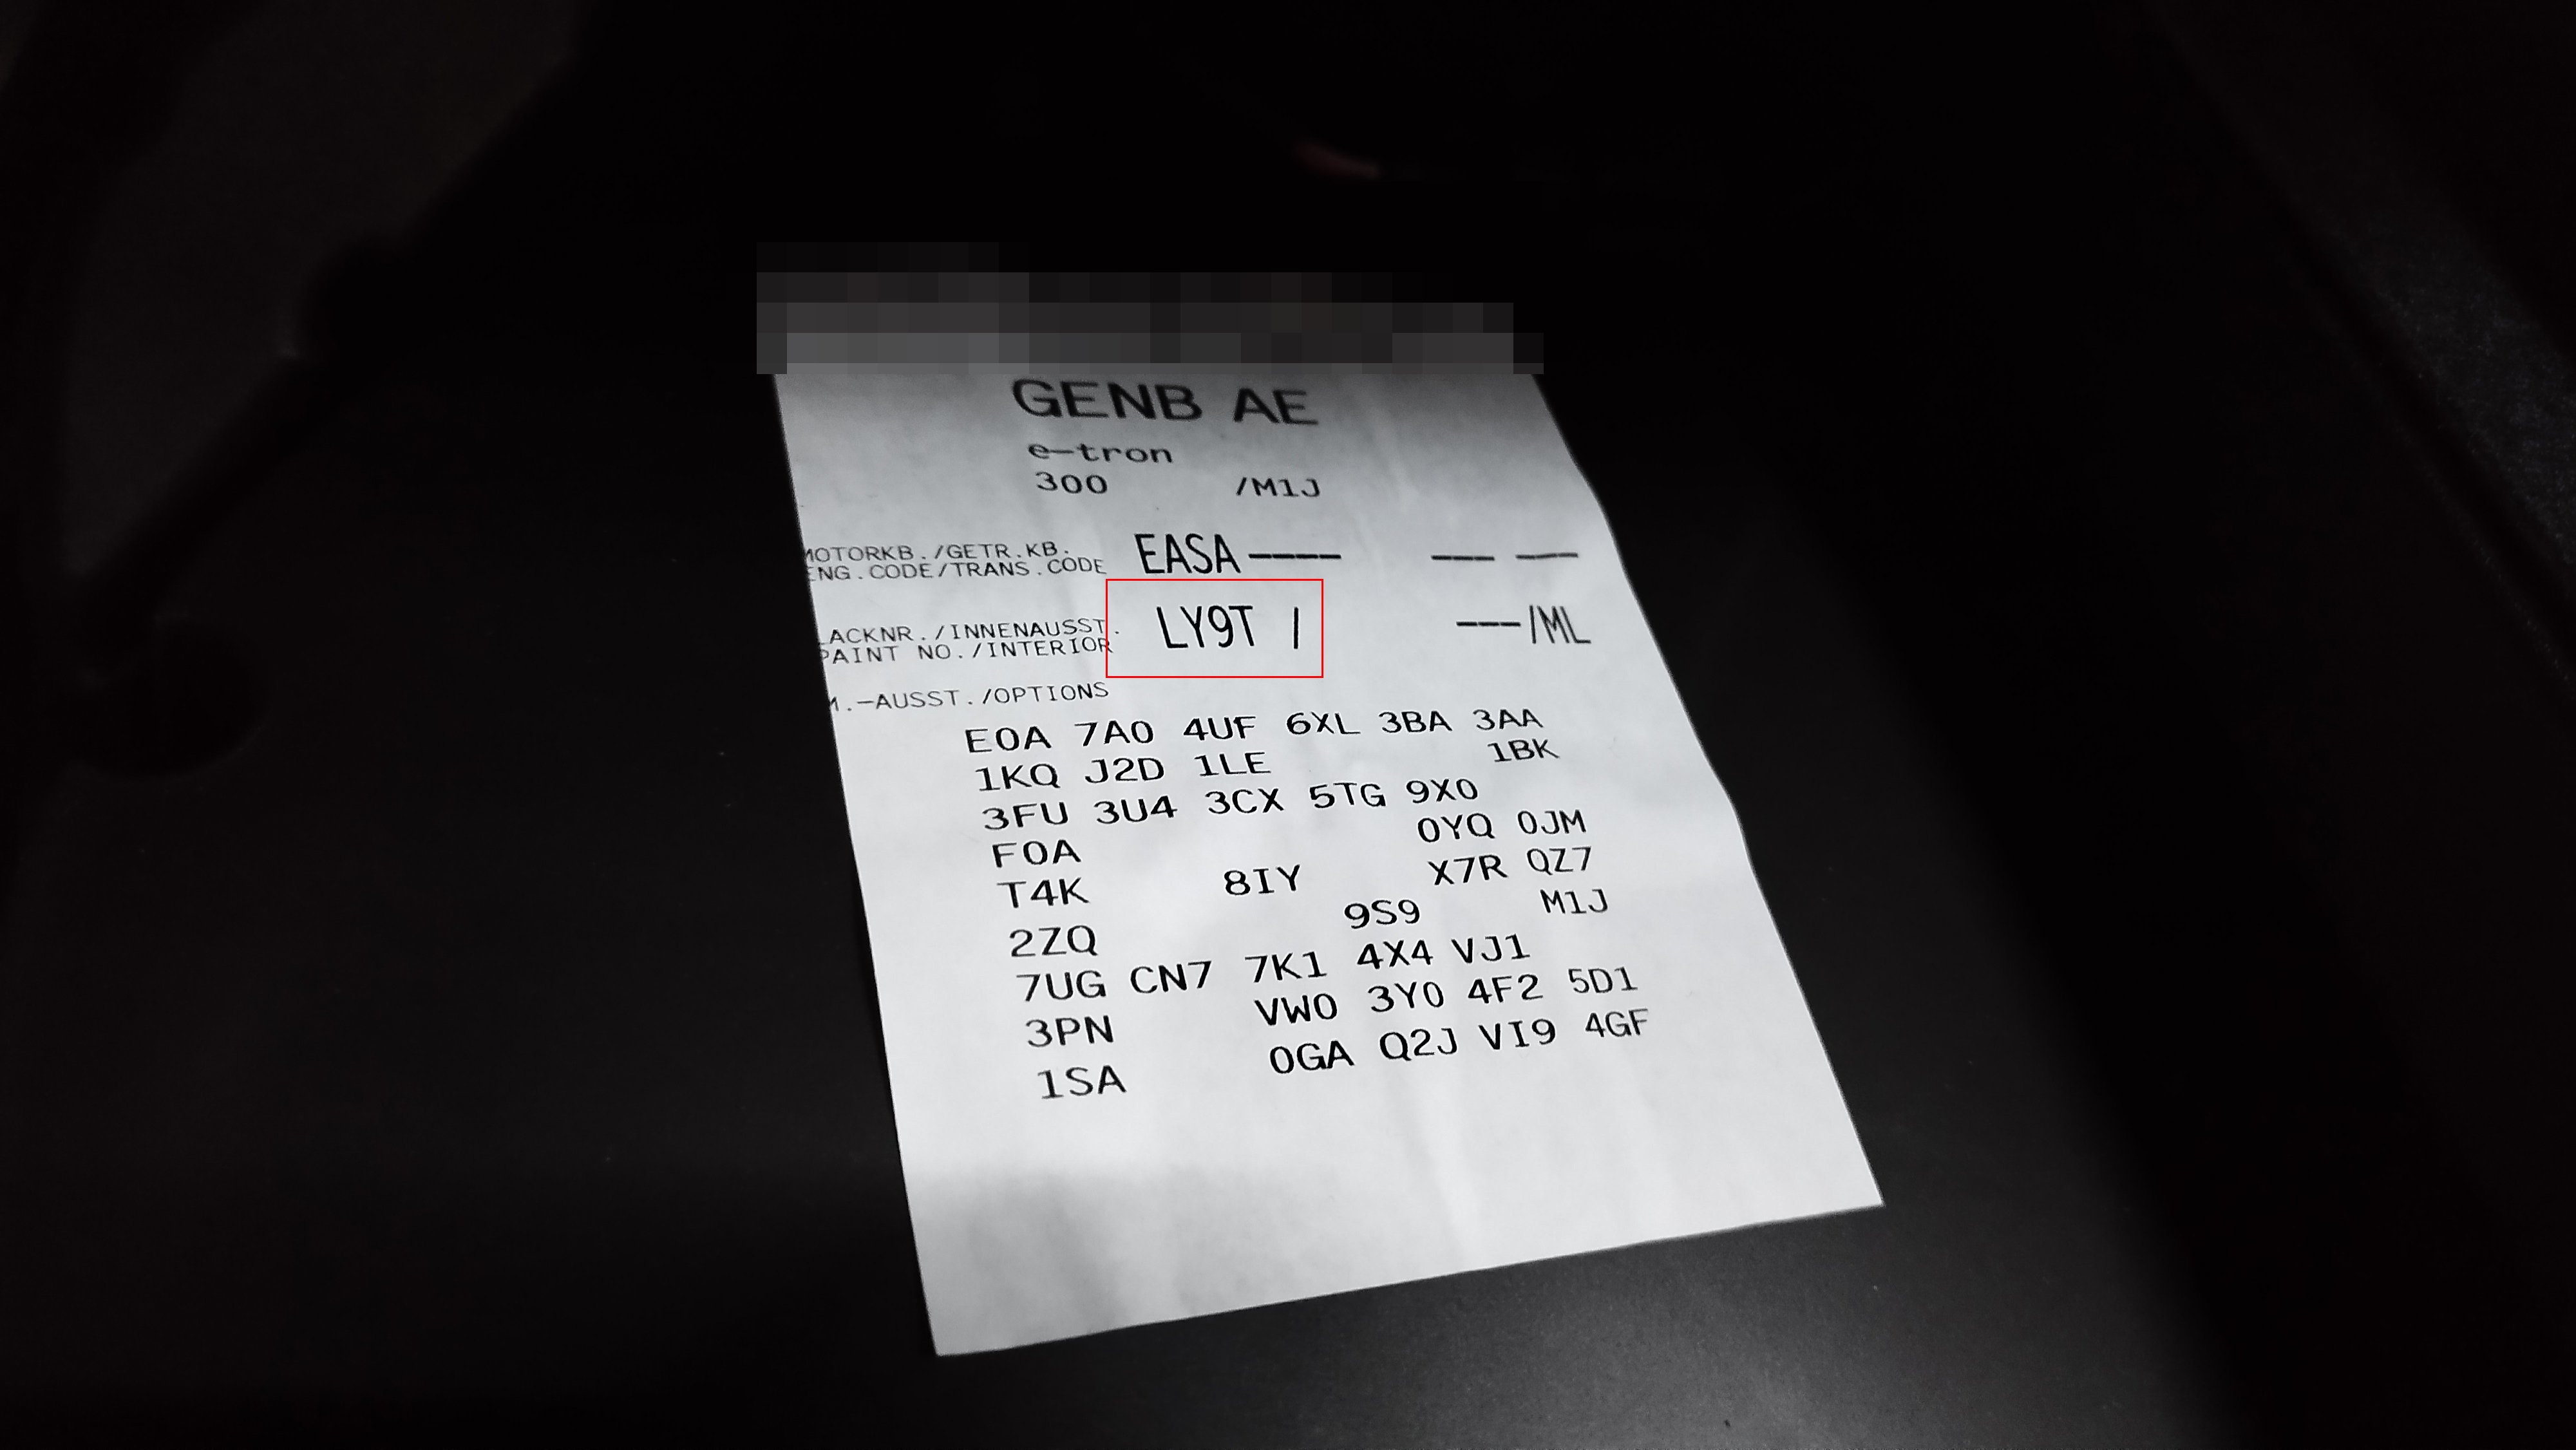 GENB AE
e-tron
300 /M1J
MOTORKB./GETR.KB. EASA ---- --- ---
ENG.CODE/TRANS.CODE
LACKNR./INNENAUSST. LY9T / ---/ML
PAINT NO./INTERIOR
M.-AUSST./OPTIONS
E0A 7A0 4UF 6XL 3BA 3AA
1KQ J2D 1LE 1BK
3FU 3U4 3CX 5TG 9X0
F0A 0YQ 0JM
T4K 8IY X7R QZ7
2ZQ 9S9 M1J
7UG CN7 7K1 4X4 VJ1
3PN VW0 3Y0 4F2 5D1
1SA 0GA Q2J VI9 4GF